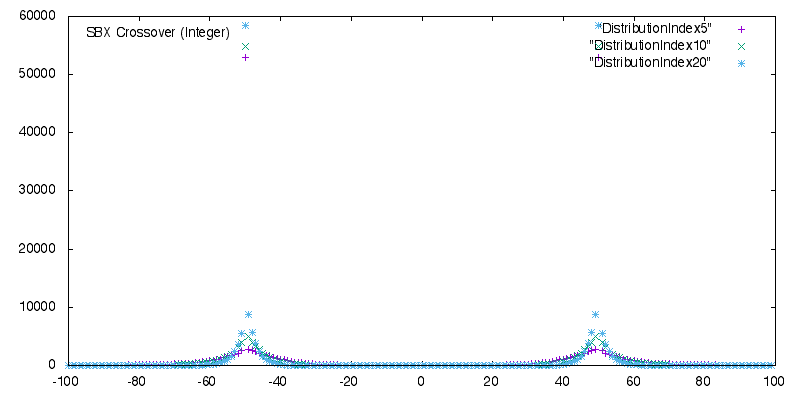 60000
SBX Crossover (Integer)
"DistributionIndex5"
"DistributionIndex10"
"DistributionIndex20"
50000
40000
30000
20000
10000
0
-100 -80 -60 -40 -20 0 20 40 60 80 100